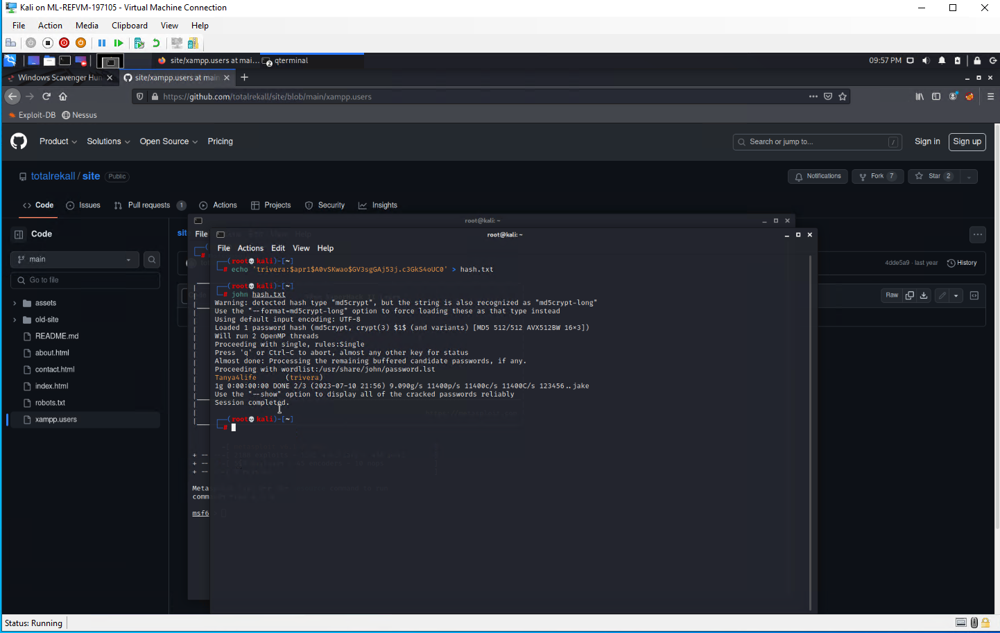 Kali on ML-REFVM-197105 - Virtual Machine Connection
File Action Media Clipboard View Help
site/xampp.users at mai... 2 qterminal 09:57 PM
Windows Scavenger Hun site/xampp.users at main
https://github.com/totalrekall/site/blob/main/xampp.users
Exploit-DB Nessus
Product Solutions Open Source Pricing Search or jump to... / Sign in Sign up
totalrekall / site Public Notifications Fork 7 Star 2
Code Issues Pull requests 1 Actions Projects Security Insights
root@kali: ~
Code sit File
root@kali: ~
File Actions Edit View Help
main
4dde5a9 · last year History
Go to file
Raw
assets
old-site
README.md
about.html
contact.html
index.html
robots.txt
xampp.users
┌──(root💀kali)-[~]
└─# echo 'trivera:$apr1$A0vSKwao$GV3sgGAj53j.c3GkS4oUC0' > hash.txt
┌──(root💀kali)-[~]
└─# john hash.txt
Warning: detected hash type "md5crypt", but the string is also recognized as "md5crypt-long"
Use the "--format=md5crypt-long" option to force loading these as that type instead
Using default input encoding: UTF-8
Loaded 1 password hash (md5crypt, crypt(3) $1$ (and variants) [MD5 512/512 AVX512BW 16×3])
Will run 2 OpenMP threads
Proceeding with single, rules:Single
Press 'q' or Ctrl-C to abort, almost any other key for status
Almost done: Processing the remaining buffered candidate passwords, if any.
Proceeding with wordlist:/usr/share/john/password.lst
Tanya4life (trivera)
1g 0:00:00:00 DONE 2/3 (2023-07-10 21:56) 9.090g/s 11400p/s 11400c/s 11400C/s 123456..jake
Use the "--show" option to display all of the cracked passwords reliably
Session completed.
┌──(root💀kali)-[~]
└─#
+ --
+ --
+ --
Meta
comm
msf6
Status: Running